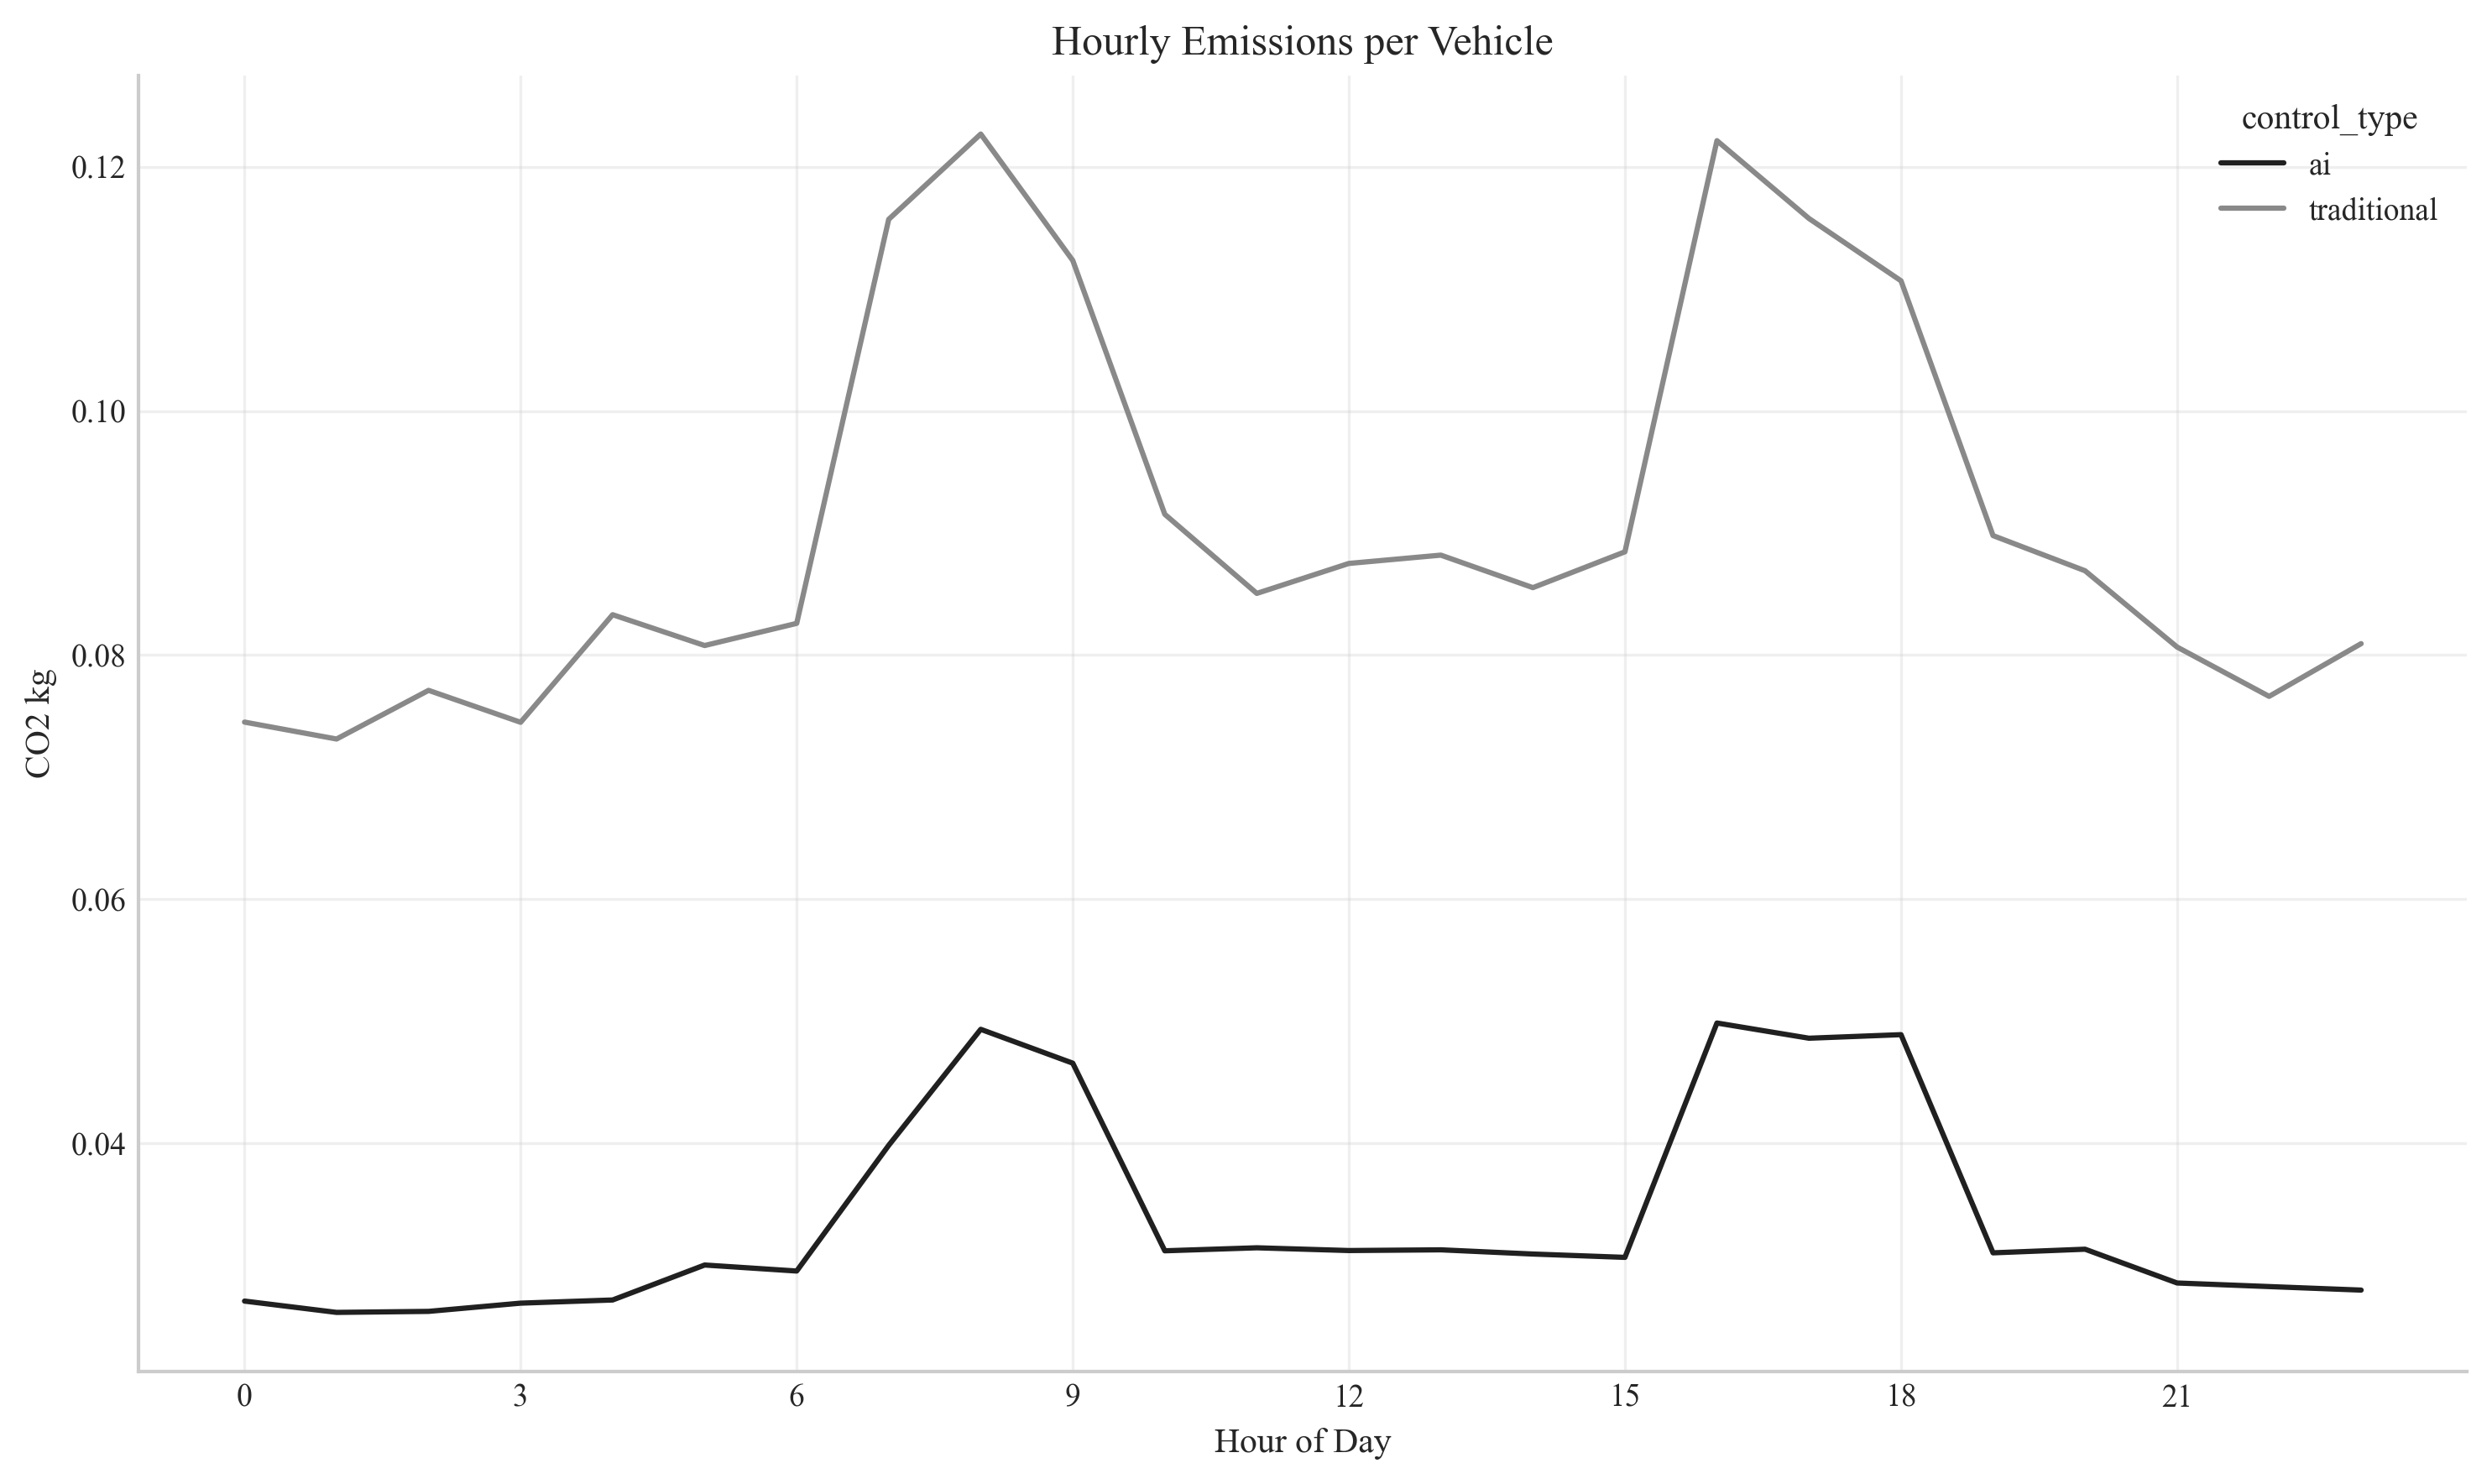 Hourly Emissions per Vehicle
control_type
ai
traditional
0.12
0.10
0.08
0.06
0.04
CO2 kg
0 3 6 9 12 15 18 21
Hour of Day